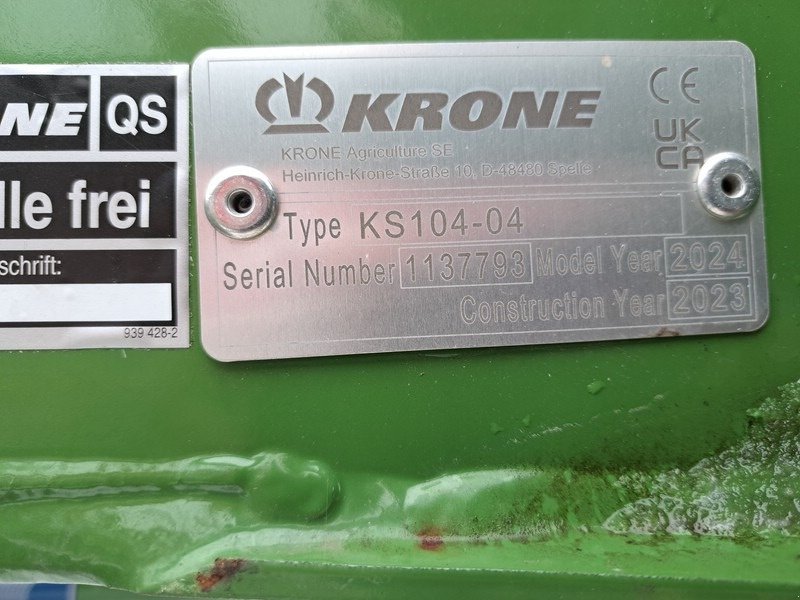 NE QS
lle frei
schrift:
939 428-2
KRONE
CE
UK
CA
KRONE Agriculture SE
Heinrich-Krone-Straße 10, D-48480 Spelle
Type KS104-04
Serial Number 1137793 Model Year 2024
Construction Year 2023